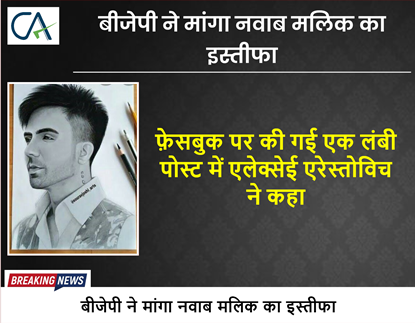 CA
बीजेपी ने मांगा नवाब मलिक का
इस्तीफा
फ़ेसबुक पर की गई एक लंबी
पोस्ट में एलेक्सेई एरेस्तोविच
ने कहा
BREAKING NEWS
बीजेपी ने मांगा नवाब मलिक का इस्तीफा